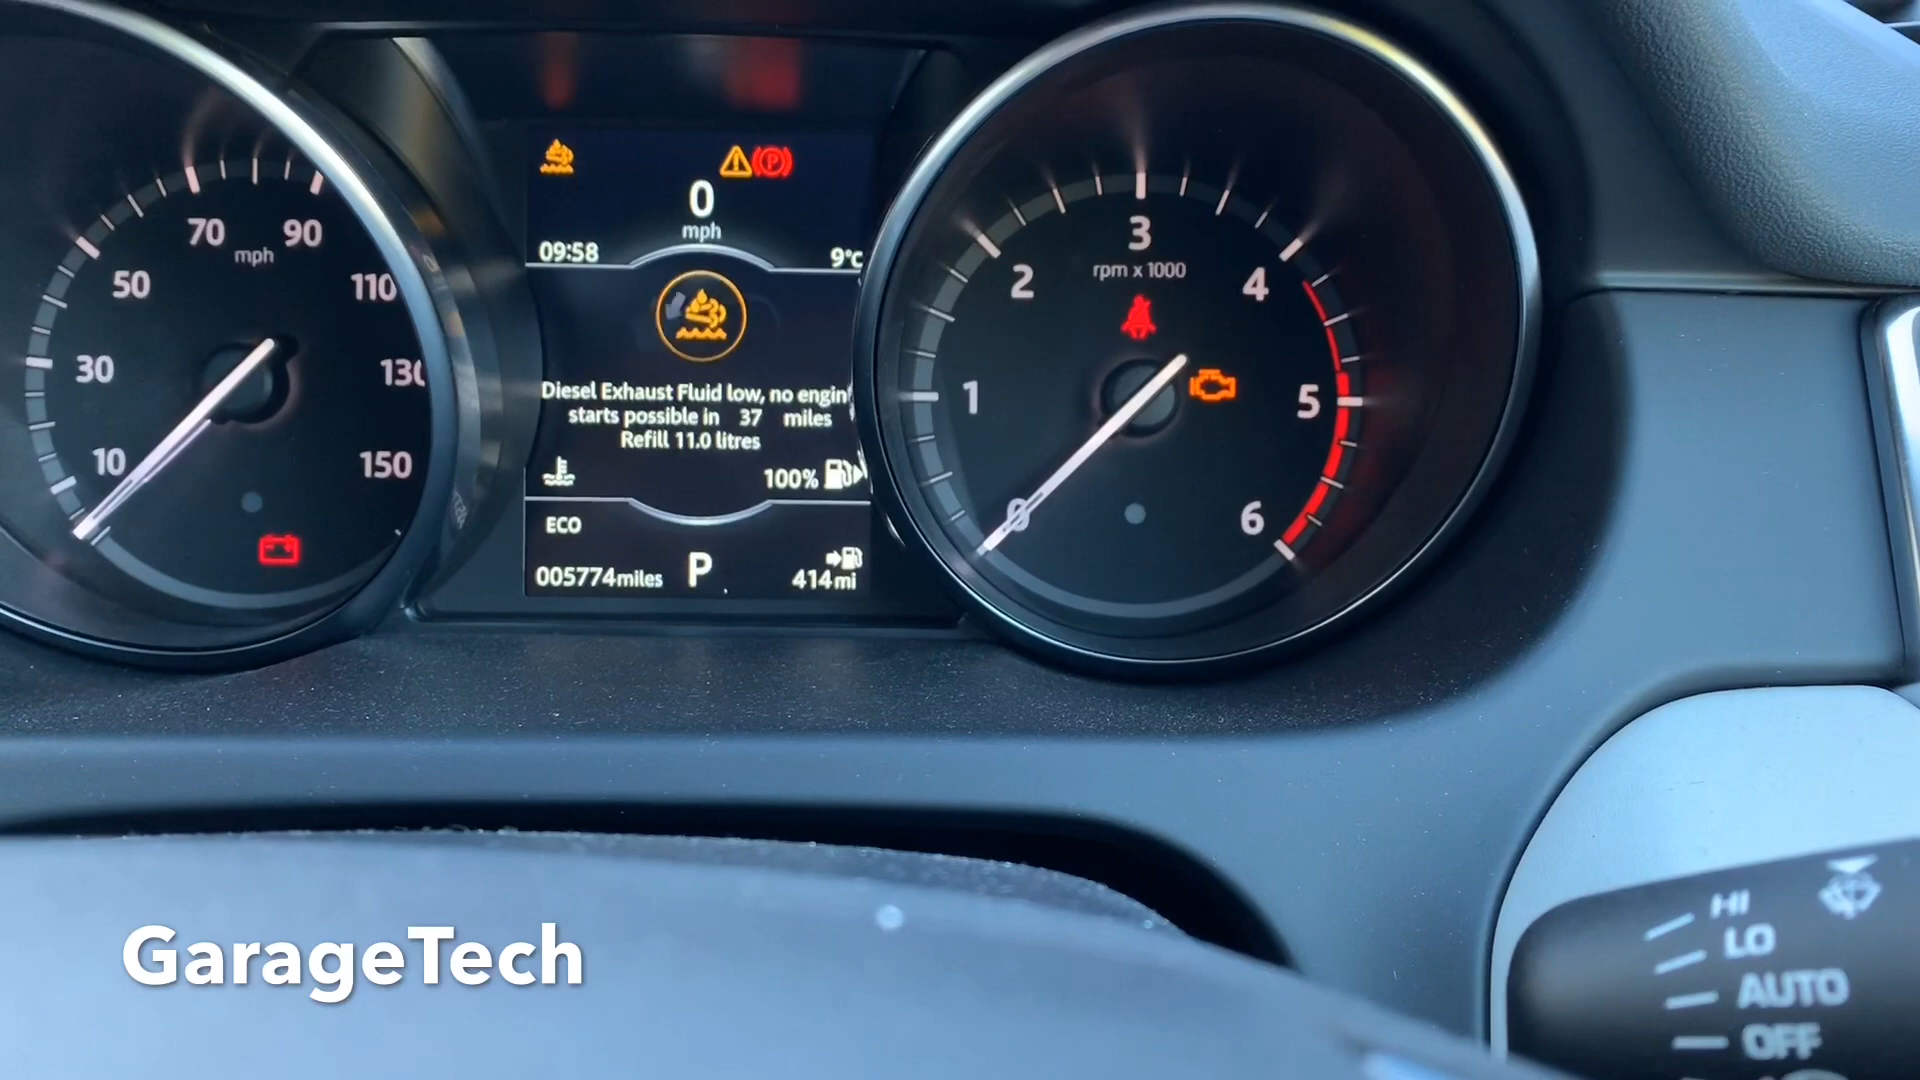 70
90
mph
50
110
30
130
10
150
0
mph
09:58
9°C
Diesel Exhaust Fluid low, no engin
starts possible in 37 miles
Refill 11.0 litres
100%
ECO
005774miles
P
414mi
3
rpm x 1000
2
4
1
5
0
6
HI
LO
AUTO
OFF
GarageTech